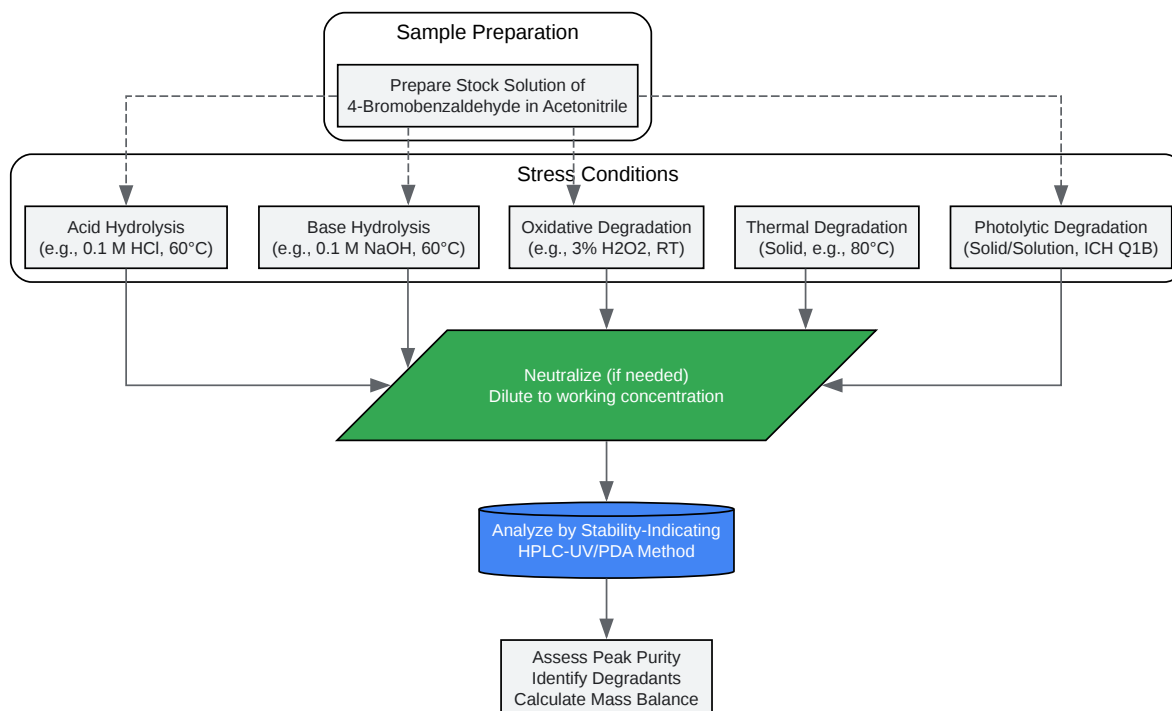 Sample Preparation
Prepare Stock Solution of
4-Bromobenzaldehyde in Acetonitrile
Stress Conditions
Acid Hydrolysis
(e.g., 0.1 M HCl, 60°C)
Base Hydrolysis
(e.g., 0.1 M NaOH, 60°C)
Oxidative Degradation
(e.g., 3% H2O2, RT)
Thermal Degradation
(Solid, e.g., 80°C)
Photolytic Degradation
(Solid/Solution, ICH Q1B)
Neutralize (if needed)
Dilute to working concentration
Analyze by Stability-Indicating
HPLC-UV/PDA Method
Assess Peak Purity
Identify Degradants
Calculate Mass Balance